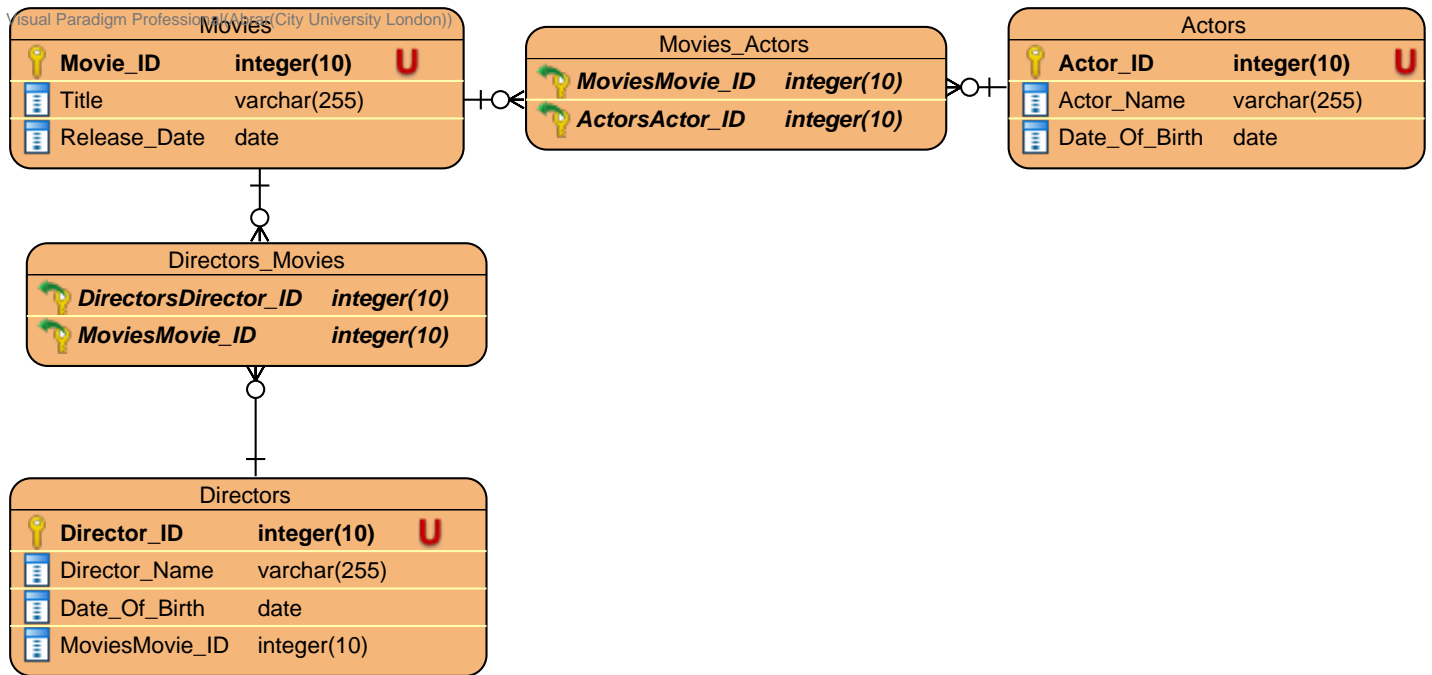 Visual Paradigm Professional(Abrar(City University London))
Movies
Movie_ID integer(10) U
Title varchar(255)
Release_Date date
Movies_Actors
MoviesMovie_ID integer(10)
ActorsActor_ID integer(10)
Actors
Actor_ID integer(10) U
Actor_Name varchar(255)
Date_Of_Birth date
Directors_Movies
DirectorsDirector_ID integer(10)
MoviesMovie_ID integer(10)
Directors
Director_ID integer(10) U
Director_Name varchar(255)
Date_Of_Birth date
MoviesMovie_ID integer(10)